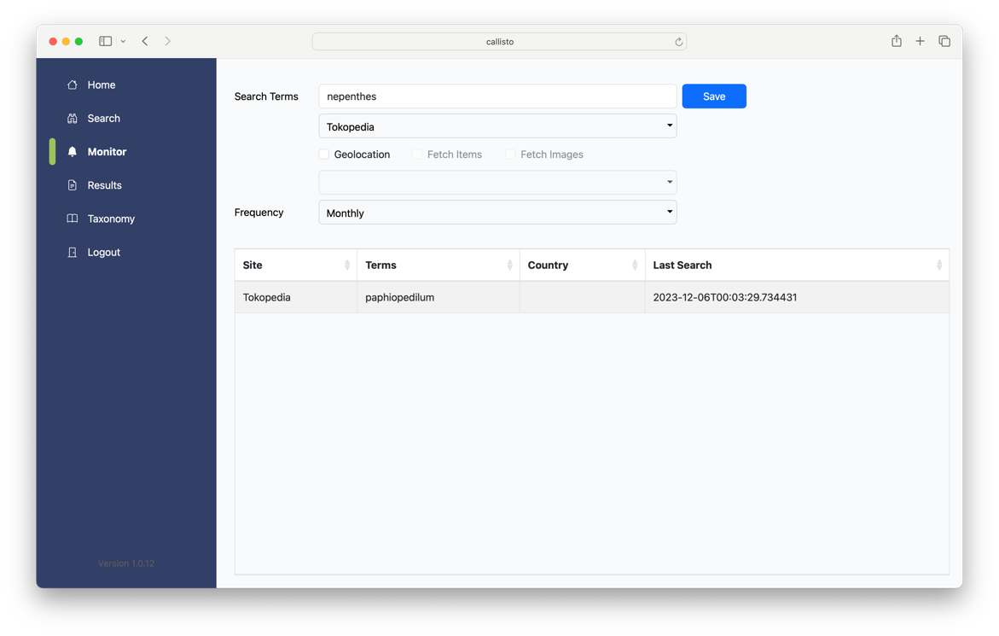 callisto
Home
Search
Monitor
Results
Taxonomy
Logout
Version 1.0.12
Search Terms
nepenthes
Save
Tokopedia
Geolocation Fetch Items Fetch Images
Frequency
Monthly
Site Terms Country Last Search
Tokopedia paphiopedilum 2023-12-06T00:03:29.734431